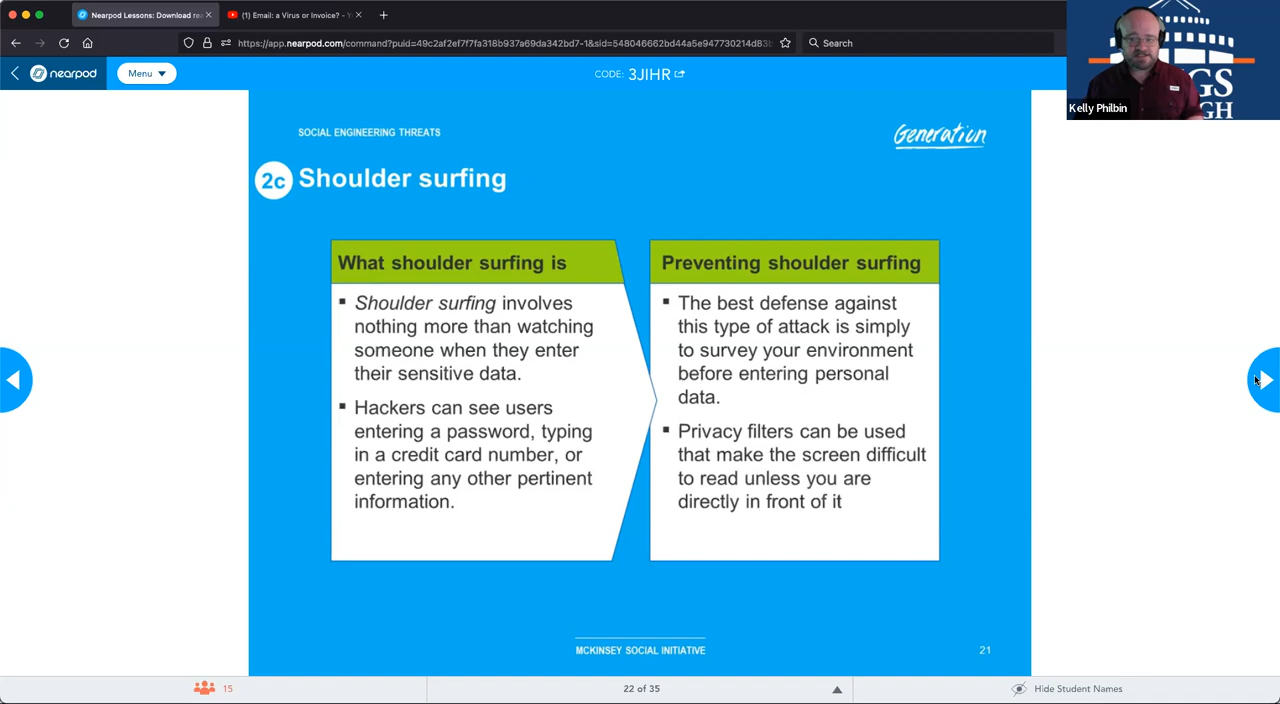 Nearpod Lessons: Download rea
(1) Email: a Virus or Invoice? -
https://app.nearpod.com/command?puid=49c2af2ef7f7fa318b937a69da342bd7-1&sid=548046662bd44a5e947730214d83b
Search
nearpod
Menu
CODE: 3JIHR
GS
GH
Kelly Philbin
SOCIAL ENGINEERING THREATS
Generation
2c Shoulder surfing
What shoulder surfing is
Shoulder surfing involves
nothing more than watching
someone when they enter
their sensitive data.
Hackers can see users
entering a password, typing
in a credit card number, or
entering any other pertinent
information.
Preventing shoulder surfing
The best defense against
this type of attack is simply
to survey your environment
before entering personal
data.
Privacy filters can be used
that make the screen difficult
to read unless you are
directly in front of it
MCKINSEY SOCIAL INITIATIVE
21
15
22 of 35
Hide Student Names